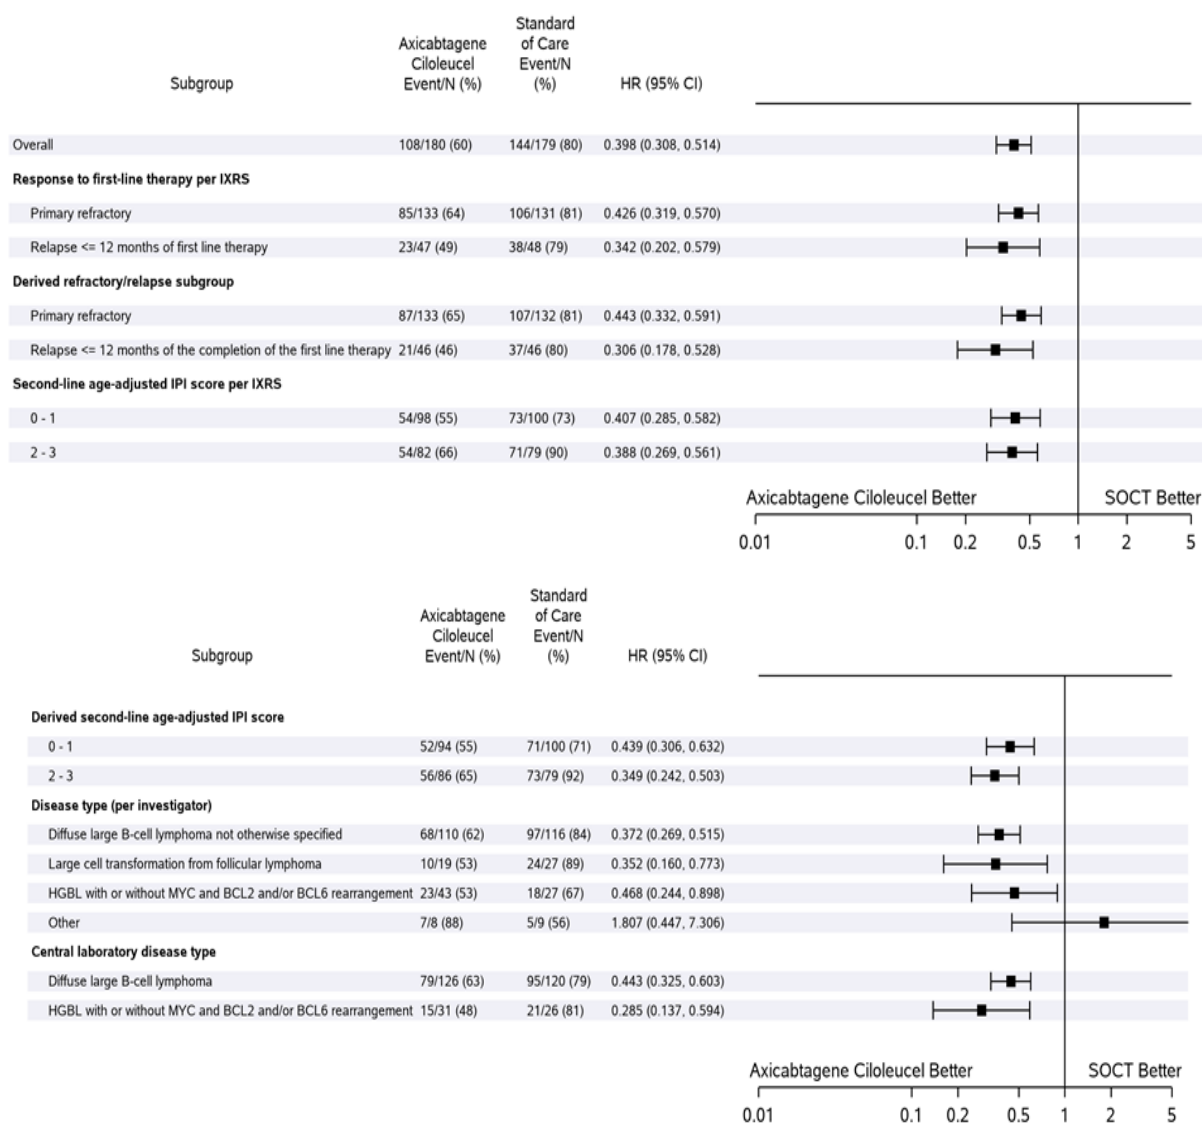 Subgroup Axicabtagene Ciloleucel Event/N (%) Standard of Care Event/N (%) HR (95% CI)
Overall 108/180 (60) 144/179 (80) 0.398 (0.308, 0.514)
Response to first-line therapy per IXRS
Primary refractory 85/133 (64) 106/131 (81) 0.426 (0.319, 0.570)
Relapse <= 12 months of first line therapy 23/47 (49) 38/48 (79) 0.342 (0.202, 0.579)
Derived refractory/relapse subgroup
Primary refractory 87/133 (65) 107/132 (81) 0.443 (0.332, 0.591)
Relapse <= 12 months of the completion of the first line therapy 21/46 (46) 37/46 (80) 0.306 (0.178, 0.528)
Second-line age-adjusted IPI score per IXRS
0 - 1 54/98 (55) 73/100 (73) 0.407 (0.285, 0.582)
2 - 3 54/82 (66) 71/79 (90) 0.388 (0.269, 0.561)
Axicabtagene Ciloleucel Better SOCT Better
0.01 0.1 0.2 0.5 1 2 5
Subgroup Axicabtagene Ciloleucel Event/N (%) Standard of Care Event/N (%) HR (95% CI)
Derived second-line age-adjusted IPI score
0 - 1 52/94 (55) 71/100 (71) 0.439 (0.306, 0.632)
2 - 3 56/86 (65) 73/79 (92) 0.349 (0.242, 0.503)
Disease type (per investigator)
Diffuse large B-cell lymphoma not otherwise specified 68/110 (62) 97/116 (84) 0.372 (0.269, 0.515)
Large cell transformation from follicular lymphoma 10/19 (53) 24/27 (89) 0.352 (0.160, 0.773)
HGBL with or without MYC and BCL2 and/or BCL6 rearrangement 23/43 (53) 18/27 (67) 0.468 (0.244, 0.898)
Other 7/8 (88) 5/9 (56) 1.807 (0.447, 7.306)
Central laboratory disease type
Diffuse large B-cell lymphoma 79/126 (63) 95/120 (79) 0.443 (0.325, 0.603)
HGBL with or without MYC and BCL2 and/or BCL6 rearrangement 15/31 (48) 21/26 (81) 0.285 (0.137, 0.594)
Axicabtagene Ciloleucel Better SOCT Better
0.01 0.1 0.2 0.5 1 2 5